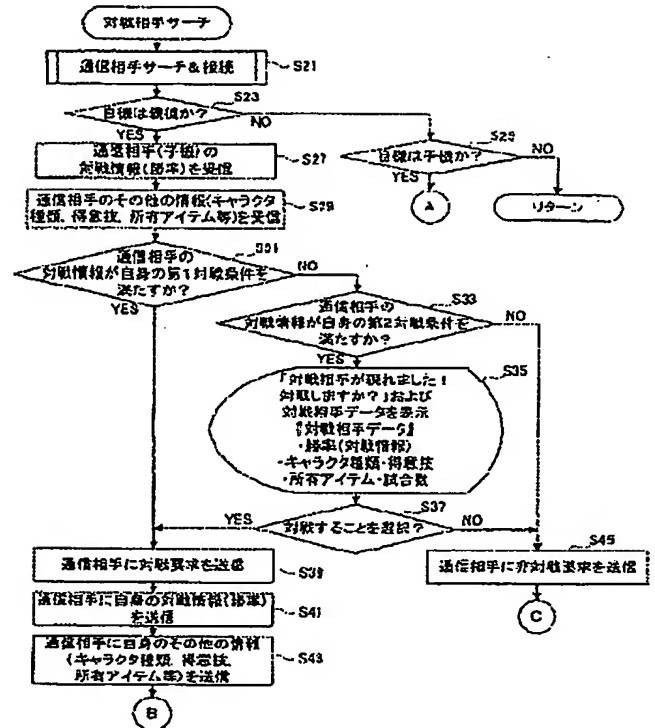 対戦相手サーチ
通信相手サーチ&接続
S21
自機は親機か?
S23
YES
NO
通信相手(子機)の
対戦情報(勝率)を受信
S27
自機は子機か?
S25
YES
NO
A
リターン
通信相手のその他の情報(キャラクタ
種類、得意技、所有アイテム等)を受信
S29
通信相手の
対戦情報が自身の第1対戦条件を
満たすか?
S31
YES
NO
通信相手の
対戦情報が自身の第2対戦条件を
満たすか?
S33
YES
NO
「対戦相手が現れました!
対戦しますか?」および
対戦相手データを表示
『対戦相手データ』
・勝率(対戦情報)
・キャラクタ種類・得意技
・所有アイテム・試合数
S35
対戦することを選択?
S37
YES
NO
通信相手に対戦要求を送信
S39
通信相手に非対戦要求を送信
S45
C
通信相手に自身の対戦情報(勝率)
を送信
S41
通信相手に自身のその他の情報
(キャラクタ種類、得意技、
所有アイテム等)を送信
S43
B